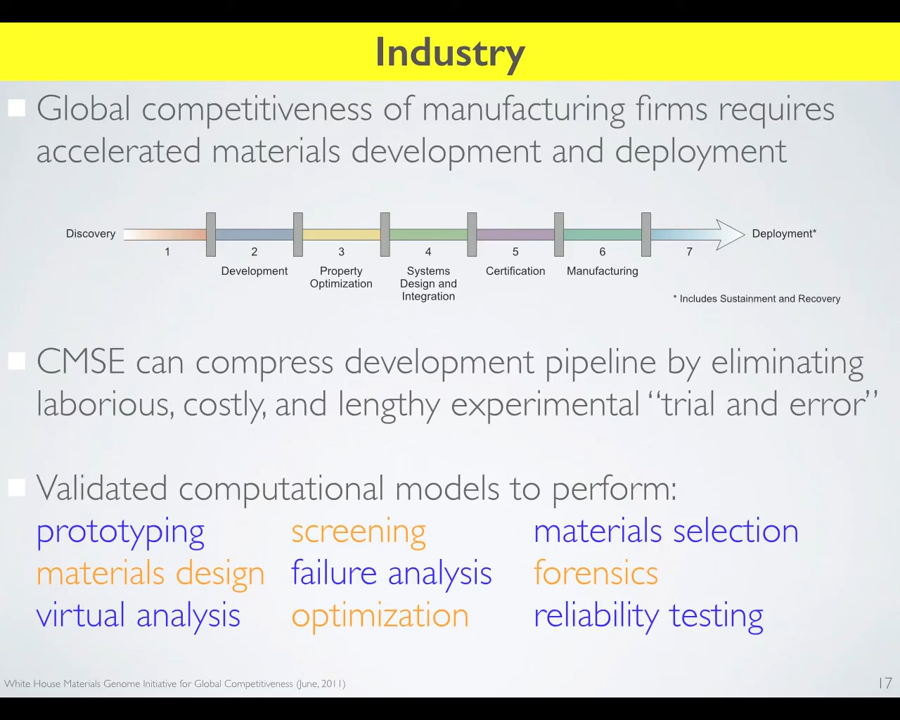 Industry
Global competitiveness of manufacturing firms requires
accelerated materials development and deployment
Discovery
Deployment*
1 2 3 4 5 6 7
Development
Property
Optimization
Systems
Design and
Integration
Certification
Manufacturing
* Includes Sustainment and Recovery
CMSE can compress development pipeline by eliminating
laborious, costly, and lengthy experimental “trial and error”
Validated computational models to perform:
prototyping screening materials selection
materials design failure analysis forensics
virtual analysis optimization reliability testing
White House Materials Genome Initiative for Global Competitiveness (June, 2011)
17